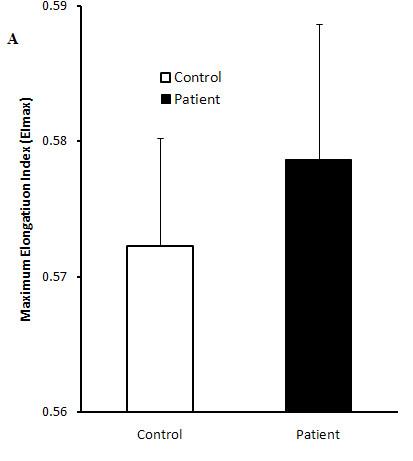 A
0.59
0.58
0.57
0.56
Maximum Elongatiuon Index (EImax)
Control
Patient
Control
Patient